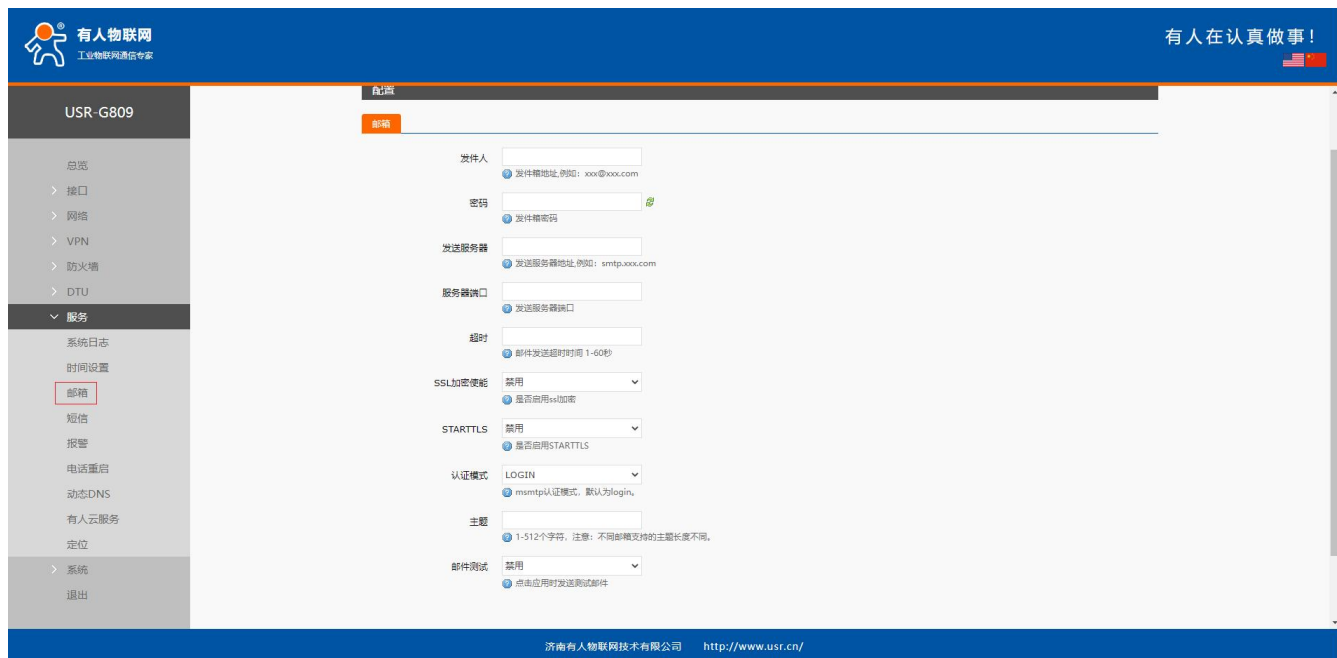 有人物联网
工业物联网通信专家
有人在认真做事！
USR-G809
总览
接口
网络
VPN
防火墙
DTU
服务
系统日志
时间设置
邮箱
短信
报警
电话重启
动态DNS
有人云服务
定位
系统
退出
配置
邮箱
发件人
发件箱地址,例如：xxx@xxx.com
密码
发件箱密码
发送服务器
发送服务器地址,例如：smtp.xxx.com
服务器端口
发送服务器端口
超时
邮件发送超时时间 1-60秒
SSL加密使能 禁用
是否启用ssl加密
STARTTLS 禁用
是否启用STARTTLS
认证模式 LOGIN
msmtp认证模式，默认为login。
主题
1-512个字符，注意：不同邮箱支持的主题长度不同。
邮件测试 禁用
点击应用时发送测试邮件
济南有人物联网技术有限公司 http://www.usr.cn/